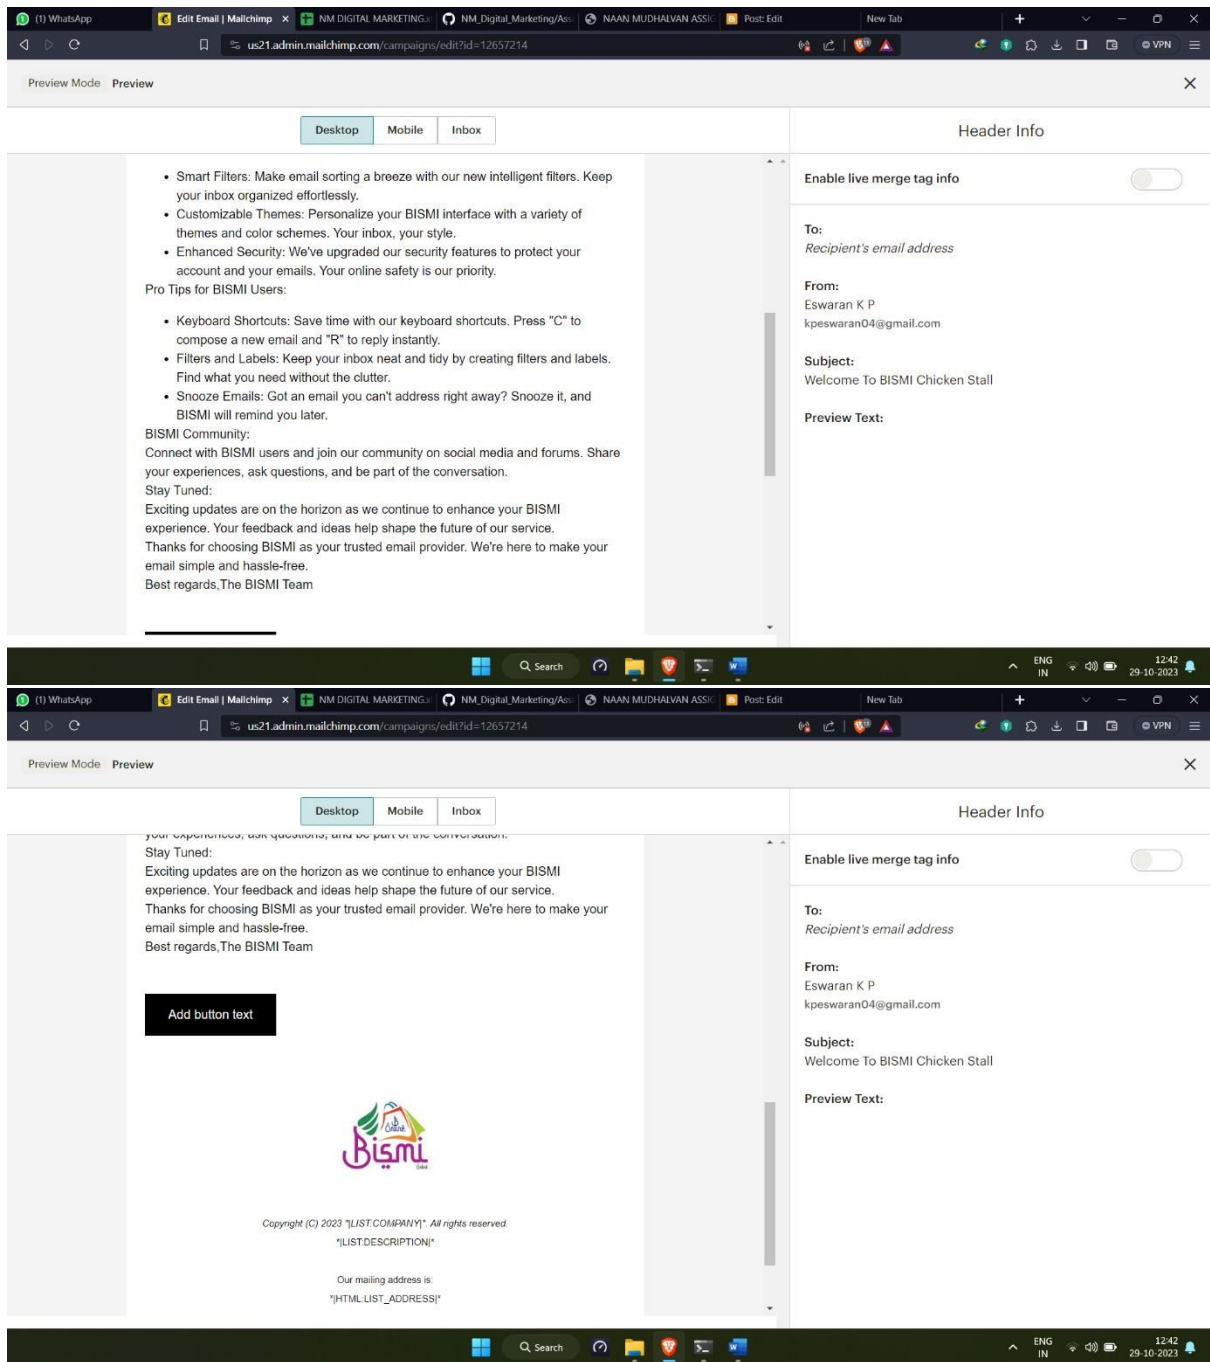 (1) WhatsApp
Edit Email | Mailchimp
NM DIGITAL MARKETING.x
NM_Digital_Marketing/Ass
NAAN MUDHALVAN ASSIG
Post: Edit
New Tab
us21.admin.mailchimp.com/campaigns/edit?id=12657214
VPN
Preview Mode Preview
Desktop Mobile Inbox
Header Info
• Smart Filters: Make email sorting a breeze with our new intelligent filters. Keep
your inbox organized effortlessly.
• Customizable Themes: Personalize your BISMI interface with a variety of
themes and color schemes. Your inbox, your style.
• Enhanced Security: We've upgraded our security features to protect your
account and your emails. Your online safety is our priority.
Pro Tips for BISMI Users:
• Keyboard Shortcuts: Save time with our keyboard shortcuts. Press "C" to
compose a new email and "R" to reply instantly.
• Filters and Labels: Keep your inbox neat and tidy by creating filters and labels.
Find what you need without the clutter.
• Snooze Emails: Got an email you can't address right away? Snooze it, and
BISMI will remind you later.
BISMI Community:
Connect with BISMI users and join our community on social media and forums. Share
your experiences, ask questions, and be part of the conversation.
Stay Tuned:
Exciting updates are on the horizon as we continue to enhance your BISMI
experience. Your feedback and ideas help shape the future of our service.
Thanks for choosing BISMI as your trusted email provider. We're here to make your
email simple and hassle-free.
Best regards,The BISMI Team
Enable live merge tag info
To:
Recipient's email address
From:
Eswaran K P
kpeswaran04@gmail.com
Subject:
Welcome To BISMI Chicken Stall
Preview Text:
Search
ENG
IN
12:42
29-10-2023
(1) WhatsApp
Edit Email | Mailchimp
NM DIGITAL MARKETING.x
NM_Digital_Marketing/Ass
NAAN MUDHALVAN ASSIG
Post: Edit
New Tab
us21.admin.mailchimp.com/campaigns/edit?id=12657214
VPN
Preview Mode Preview
Desktop Mobile Inbox
Header Info
your experiences, ask questions, and be part of the conversation.
Stay Tuned:
Exciting updates are on the horizon as we continue to enhance your BISMI
experience. Your feedback and ideas help shape the future of our service.
Thanks for choosing BISMI as your trusted email provider. We're here to make your
email simple and hassle-free.
Best regards,The BISMI Team
Add button text
Bismi
Copyright (C) 2023 *|LIST:COMPANY|*. All rights reserved.
*|LIST:DESCRIPTION|*
Our mailing address is:
*|HTML:LIST_ADDRESS|*
Enable live merge tag info
To:
Recipient's email address
From:
Eswaran K P
kpeswaran04@gmail.com
Subject:
Welcome To BISMI Chicken Stall
Preview Text:
Search
ENG
IN
12:42
29-10-2023